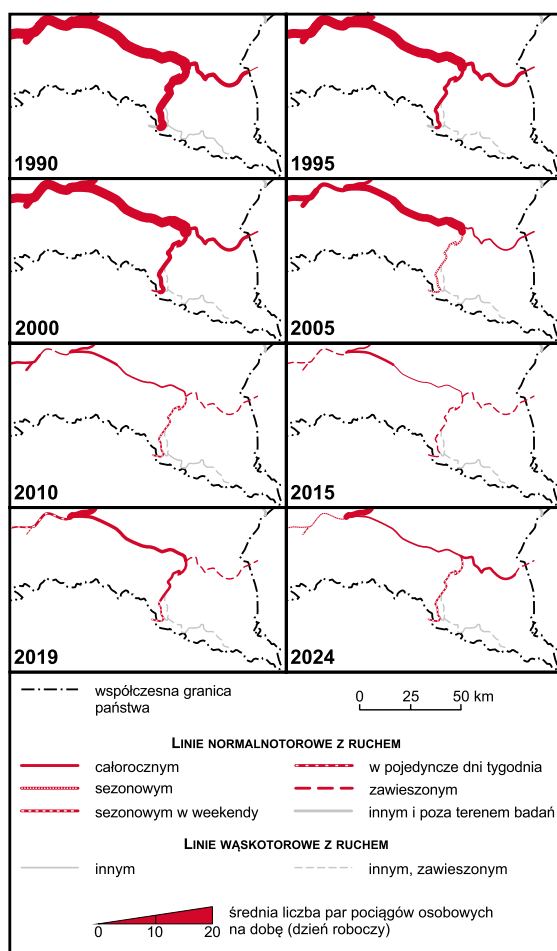 1990
1995
2000
2005
2010
2015
2019
2024
współczesna granica
państwa
0 25 50 km
LINIE NORMALNOTOROWE Z RUCHEM
całorocznym
w pojedyncze dni tygodnia
sezonowym
zawieszonym
sezonowym w weekendy
innym i poza terenem badań
LINIE WĄSKOTOROWE Z RUCHEM
innym
innym, zawieszonym
0 10 20
średnia liczba par pociągów osobowych
na dobę (dzień roboczy)